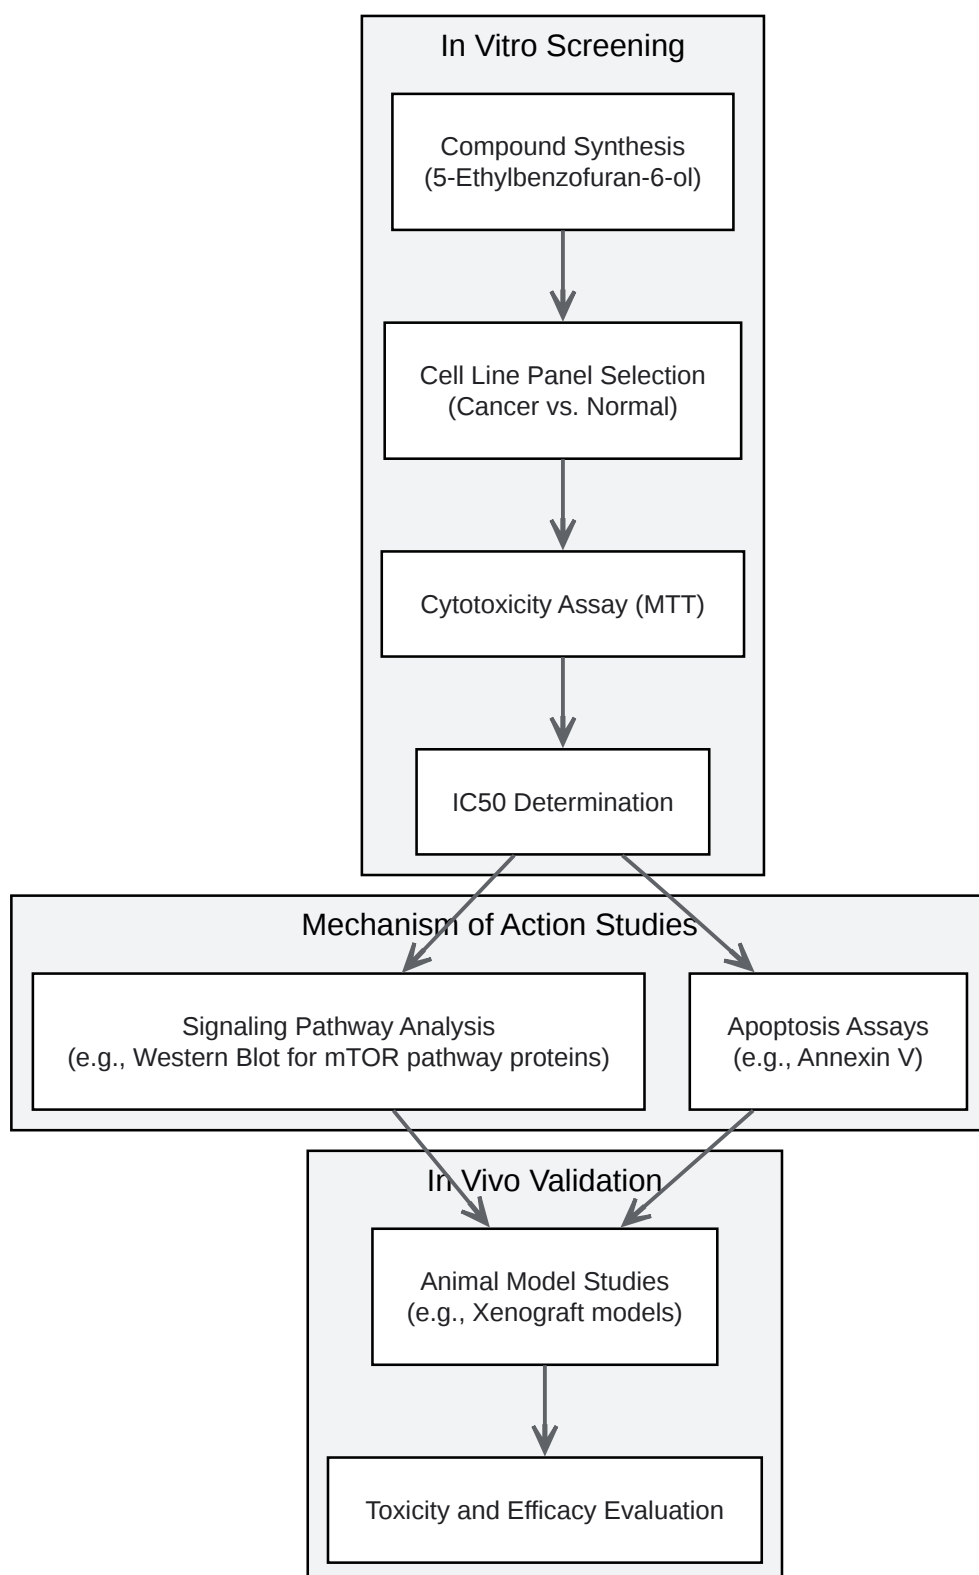 In Vitro Screening
Compound Synthesis
(5-Ethylbenzofuran-6-ol)
Cell Line Panel Selection
(Cancer vs. Normal)
Cytotoxicity Assay (MTT)
IC50 Determination
Mechanism of Action Studies
Signaling Pathway Analysis
(e.g., Western Blot for mTOR pathway proteins)
Apoptosis Assays
(e.g., Annexin V)
In Vivo Validation
Animal Model Studies
(e.g., Xenograft models)
Toxicity and Efficacy Evaluation